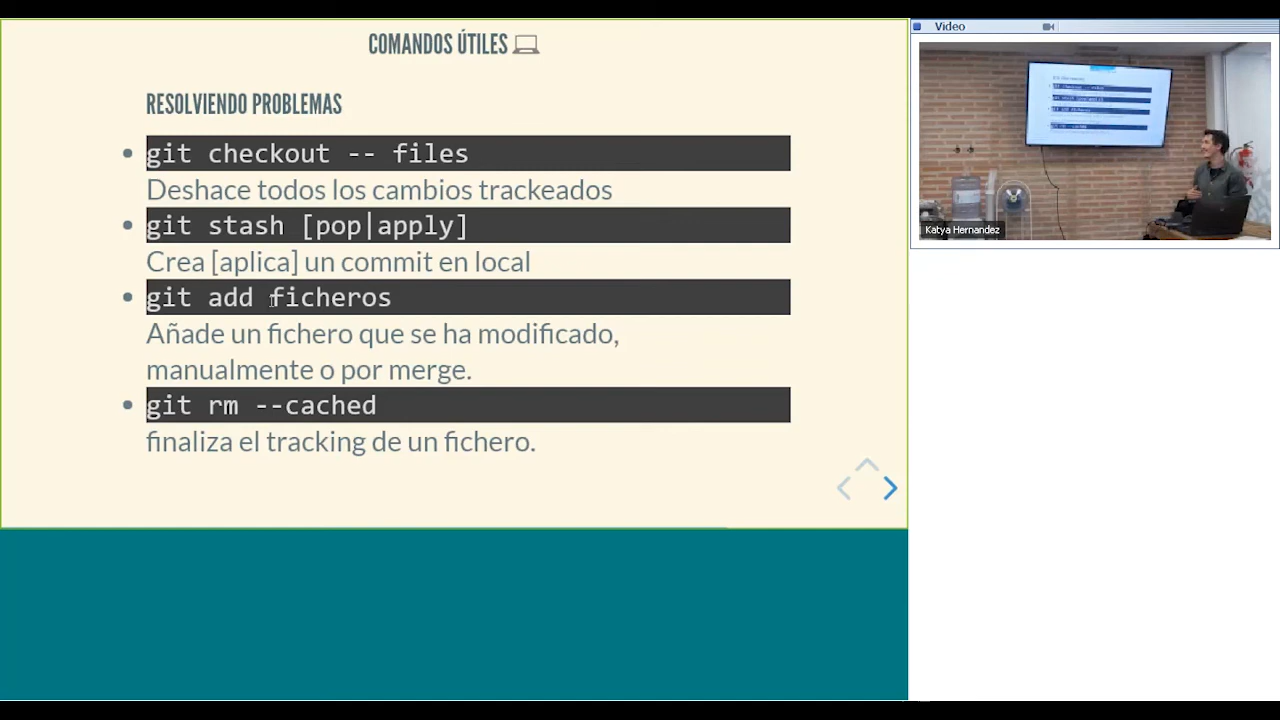 COMANDOS ÚTILES
RESOLVIENDO PROBLEMAS
git checkout -- files
Deshace todos los cambios trackeados
git stash [pop|apply]
Crea [aplica] un commit en local
git add ficheros
Añade un fichero que se ha modificado,
manualmente o por merge.
git rm --cached
finaliza el tracking de un fichero.
Video
Katya Hernandez